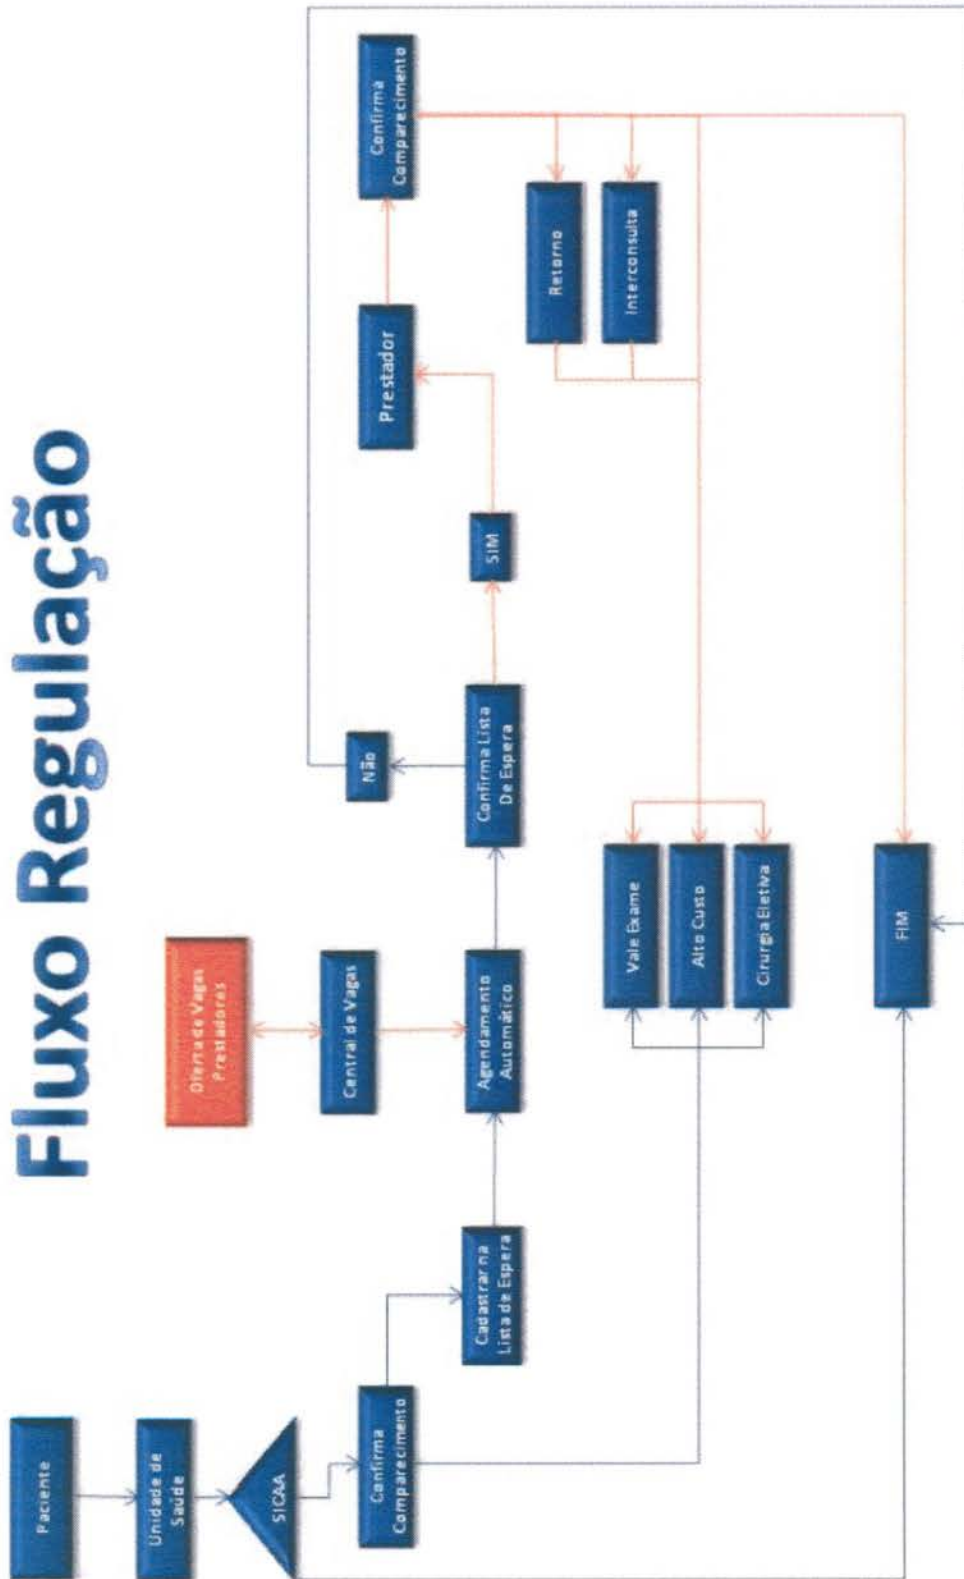 Fluxo Regulação
Paciente
Unidade de
Saúde
SICAA
Confirma
Comparecimento
Cadastrar na
Lista de Espera
Oferta de Vagas
Prestadores
Central de Vagas
Agendamento
Automático
Não
Confirma Lista
De Espera
SIM
Prestador
Confirma
Comparecimento
Retorno
Interconsulta
Vale Exame
Alto Custo
Cirurgia Eletiva
FIM